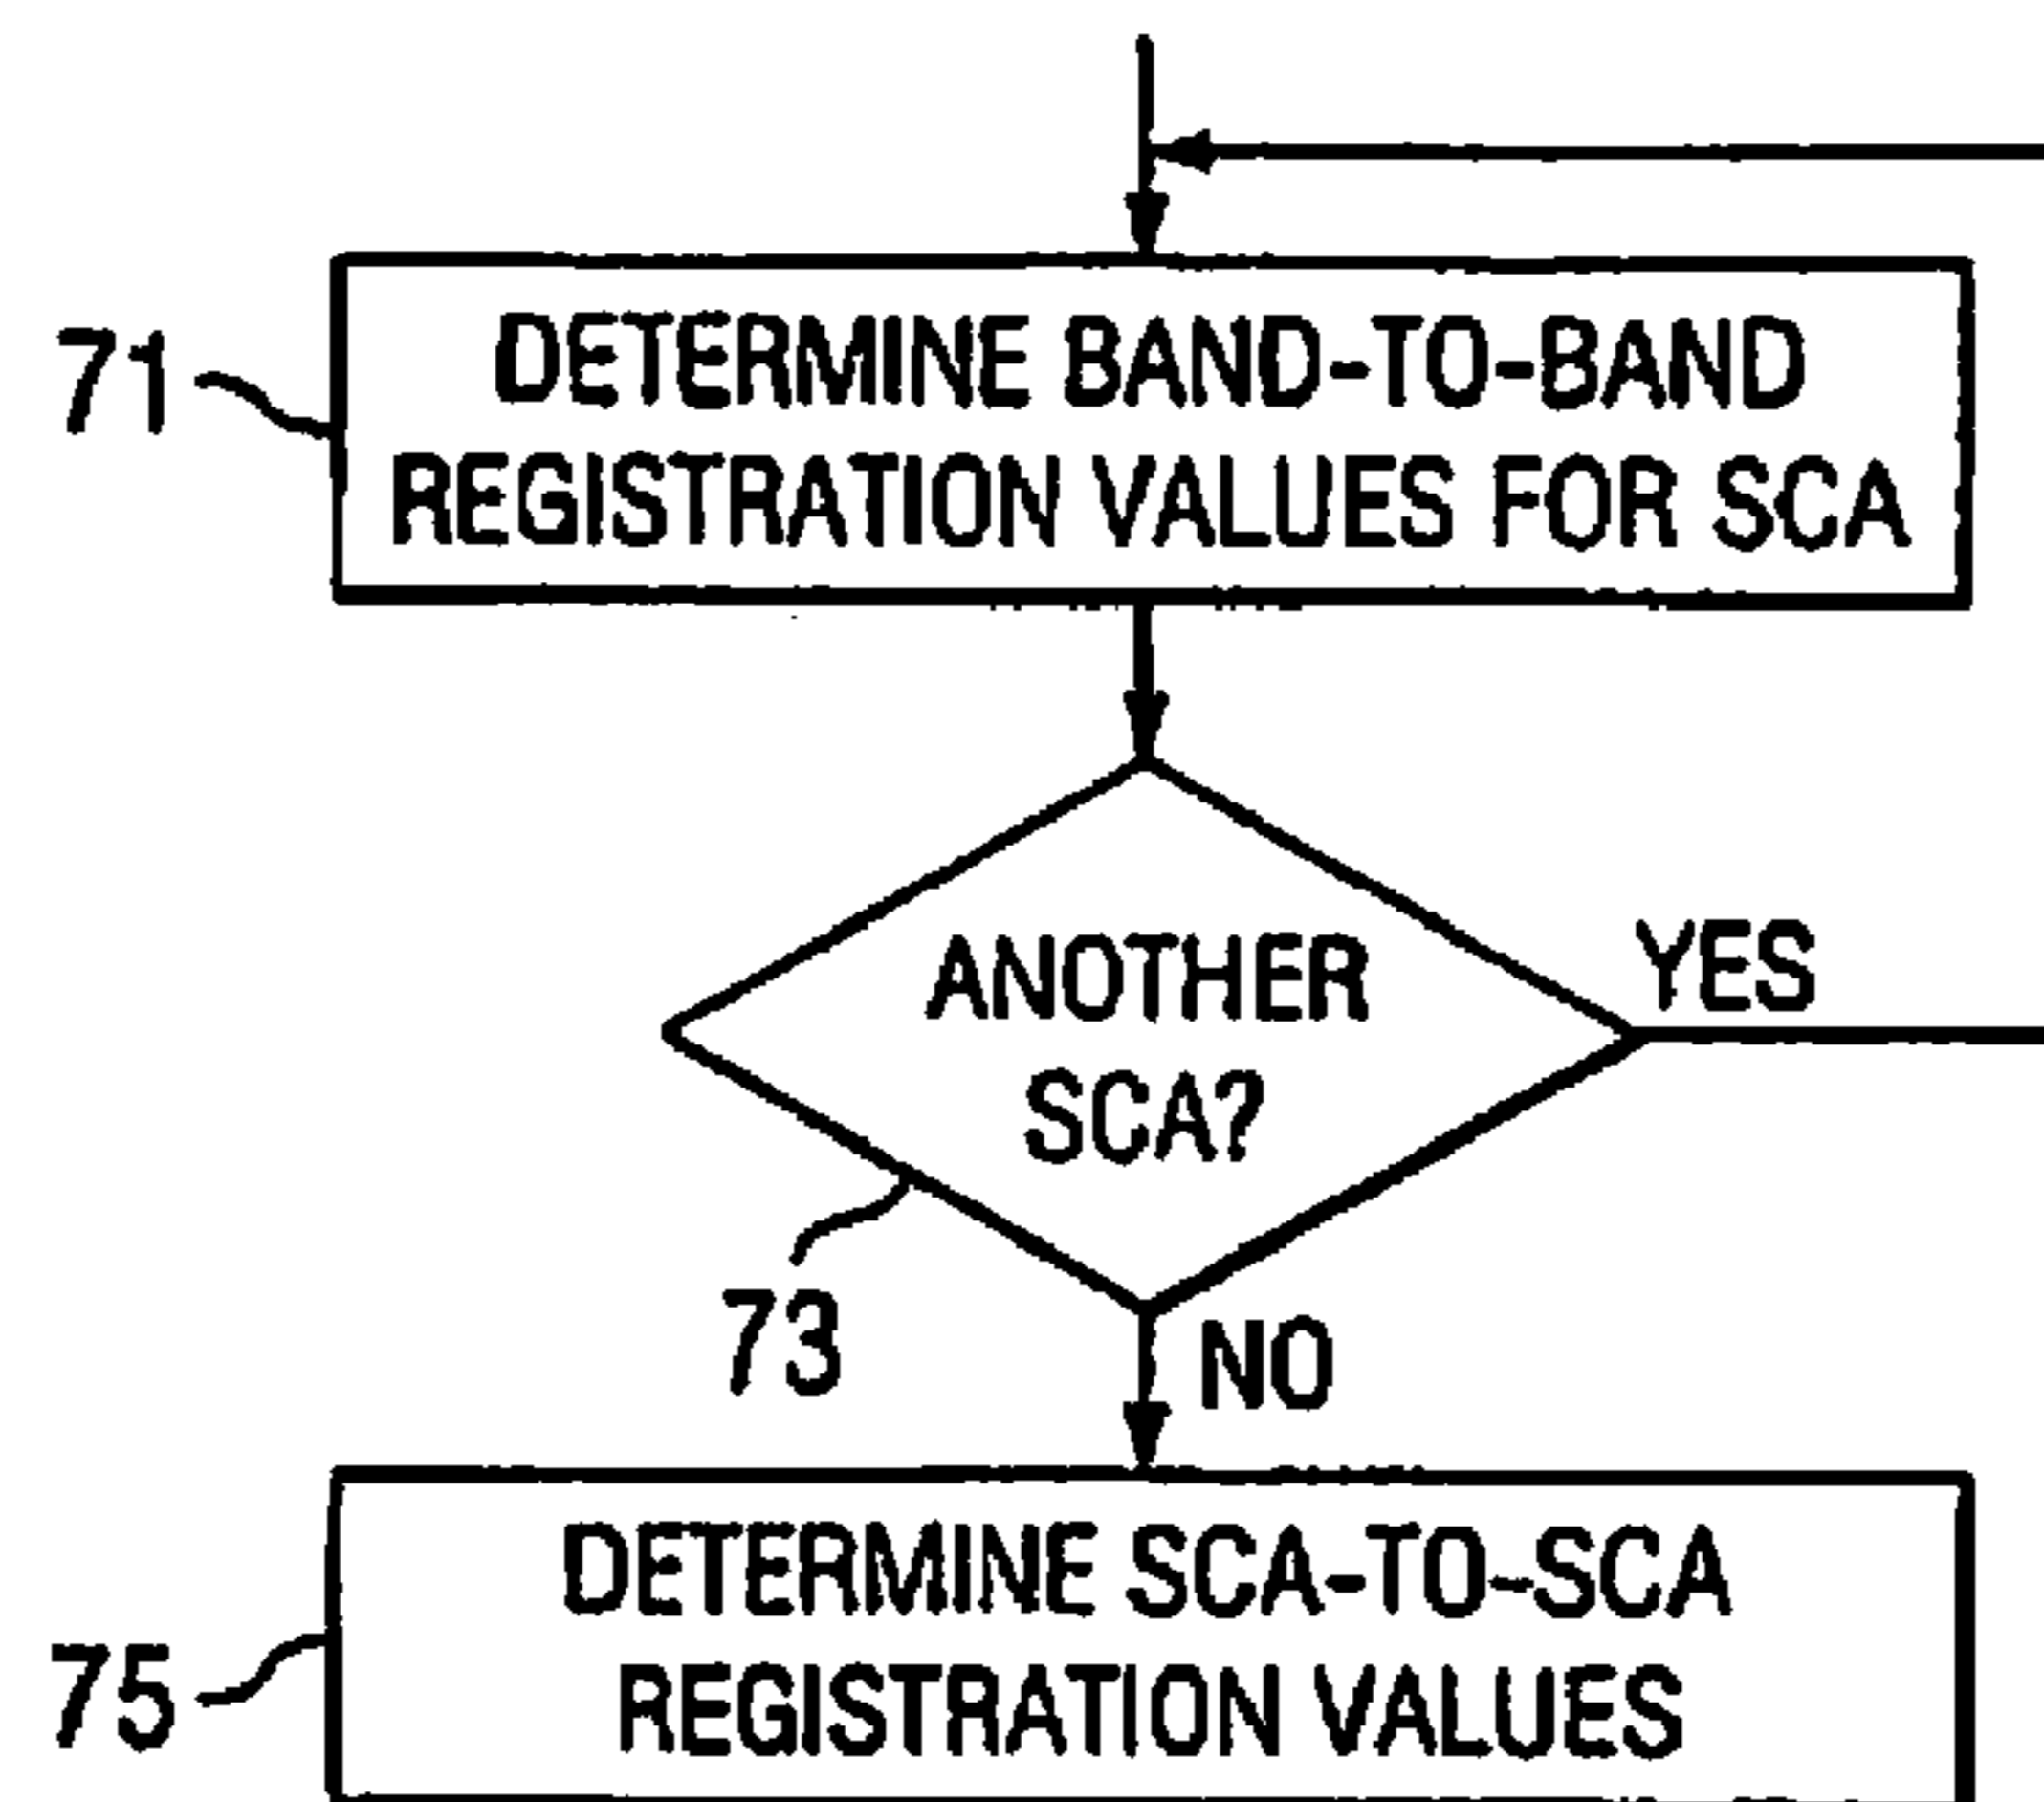 71
DETERMINE BAND-TO-BAND
REGISTRATION VALUES FOR SCA
ANOTHER
SCA?
YES
73
NO
75
DETERMINE SCA-TO-SCA
REGISTRATION VALUES